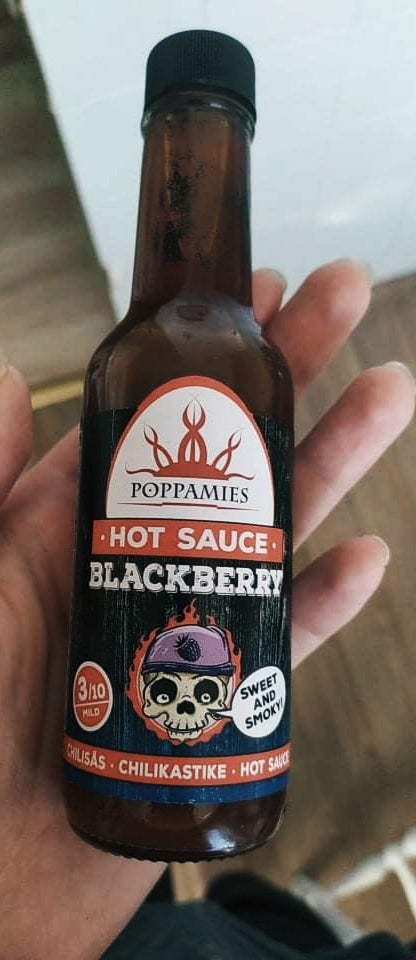 POPPAMIES
· HOT SAUCE ·
BLACKBERRY
3/10
MILD
SWEET
AND
SMOKY!
CHILISÅS · CHILIKASTIKE · HOT SAUCE